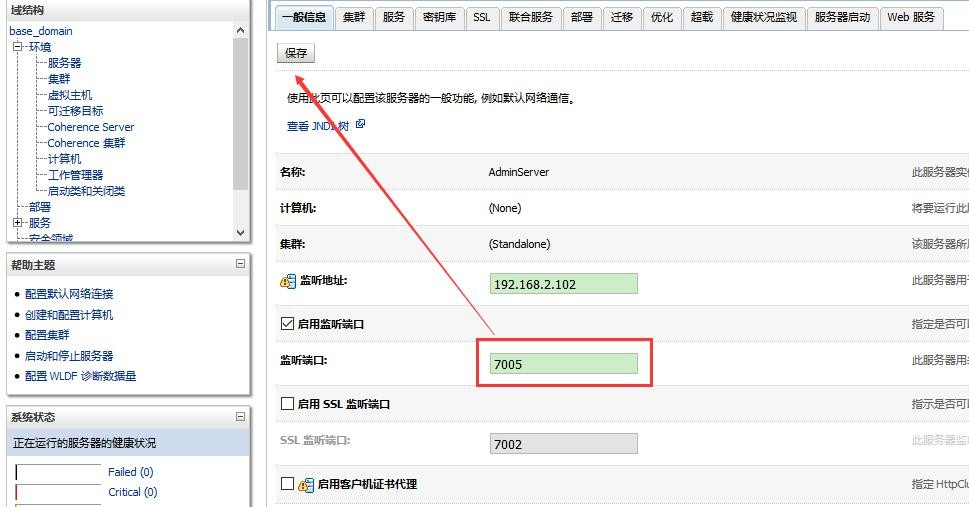 域结构
base_domain
环境
服务器
集群
虚拟主机
可迁移目标
Coherence Server
Coherence 集群
计算机
工作管理器
启动类和关闭类
部署
服务
安全领域
帮助主题
配置默认网络连接
创建和配置计算机
配置集群
启动和停止服务器
配置 WLDF 诊断数据量
系统状态
正在运行的服务器的健康状况
Failed (0)
Critical (0)
一般信息 集群 服务 密钥库 SSL 联合服务 部署 迁移 优化 超载 健康状况监视 服务器启动 Web 服务
保存
使用此页可以配置该服务器的一般功能, 例如默认网络通信。
查看 JNDI 树
名称: AdminServer 此服务器实
计算机: (None) 将要运行此
集群: (Standalone) 该服务器所
监听地址: 192.168.2.102 此服务器用
启用监听端口 指定是否可
监听端口: 7005 此服务器用
启用 SSL 监听端口 指示是否可
SSL 监听端口: 7002 此服务器监
启用客户机证书代理 指定 HttpClu